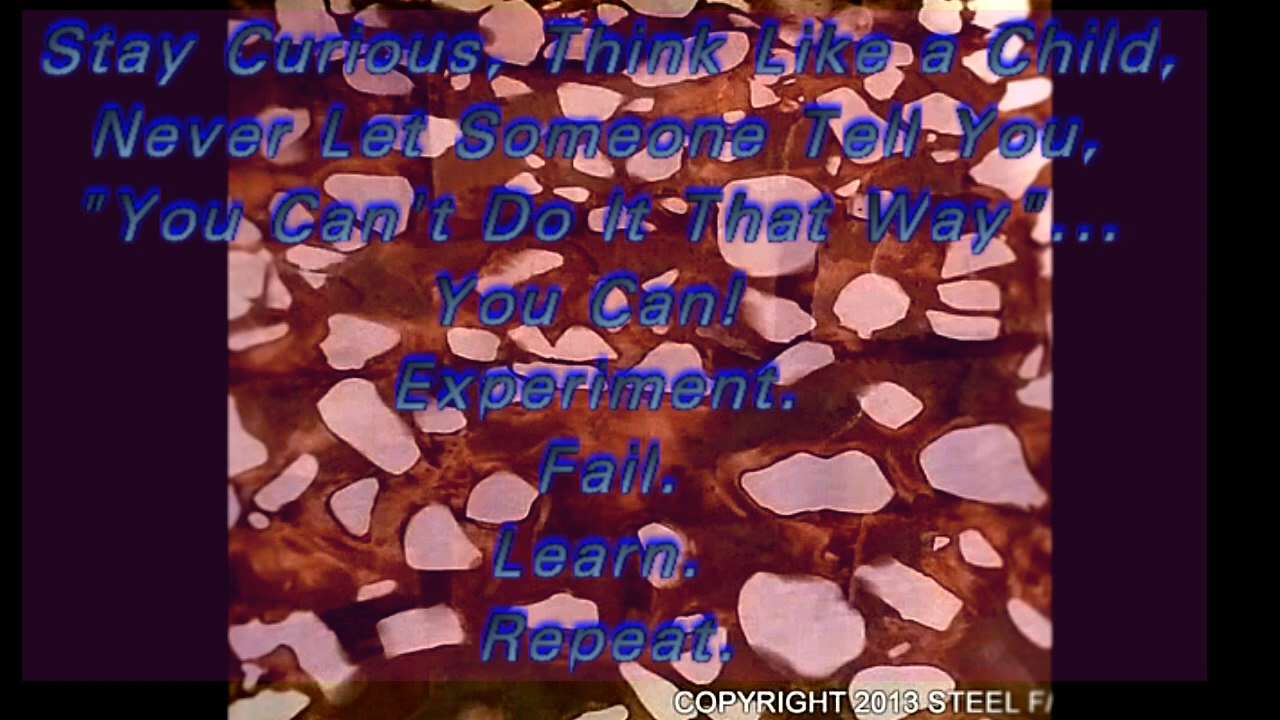 Stay Curious, Think Like a Child,
Never Let Someone Tell You,
"You Can't Do It That Way"...
You Can!
Experiment.
Fail.
Learn.
Repeat.
COPYRIGHT 2013 STEEL